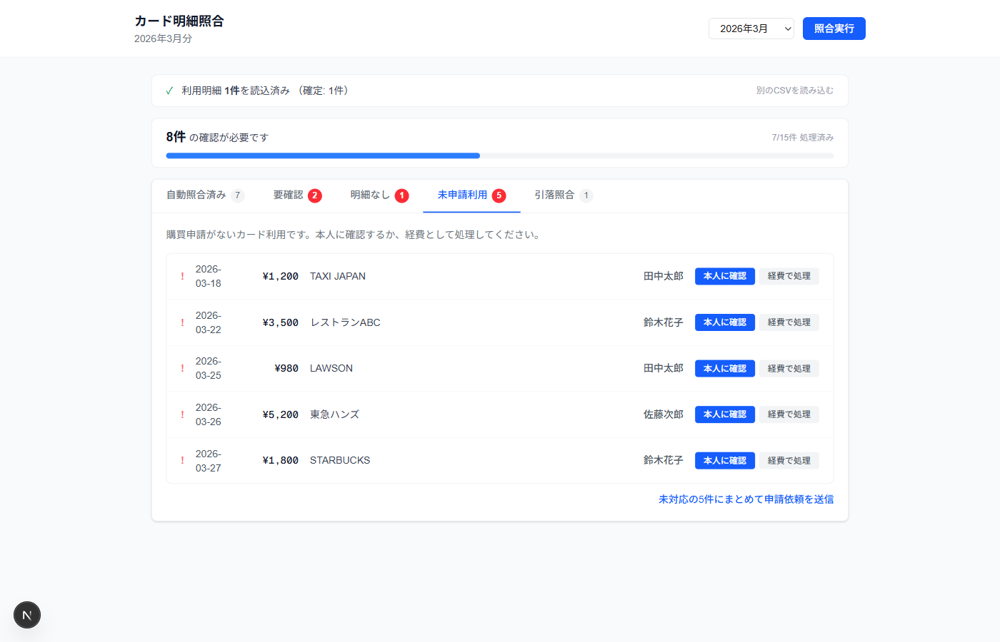 カード明細照合
2026年3月分
2026年3月
照合実行
✓ 利用明細 1件を読込済み （確定: 1件）
別のCSVを読み込む
8件 の確認が必要です
7/15件 処理済み
自動照合済み 7
要確認 2
明細なし 1
未申請利用 5
引落照合 1
購買申請がないカード利用です。本人に確認するか、経費として処理してください。
! 2026-
03-18
¥1,200 TAXI JAPAN
田中太郎 本人に確認 経費で処理
! 2026-
03-22
¥3,500 レストランABC
鈴木花子 本人に確認 経費で処理
! 2026-
03-25
¥980 LAWSON
田中太郎 本人に確認 経費で処理
! 2026-
03-26
¥5,200 東急ハンズ
佐藤次郎 本人に確認 経費で処理
! 2026-
03-27
¥1,800 STARBUCKS
鈴木花子 本人に確認 経費で処理
未対応の5件にまとめて申請依頼を送信
N